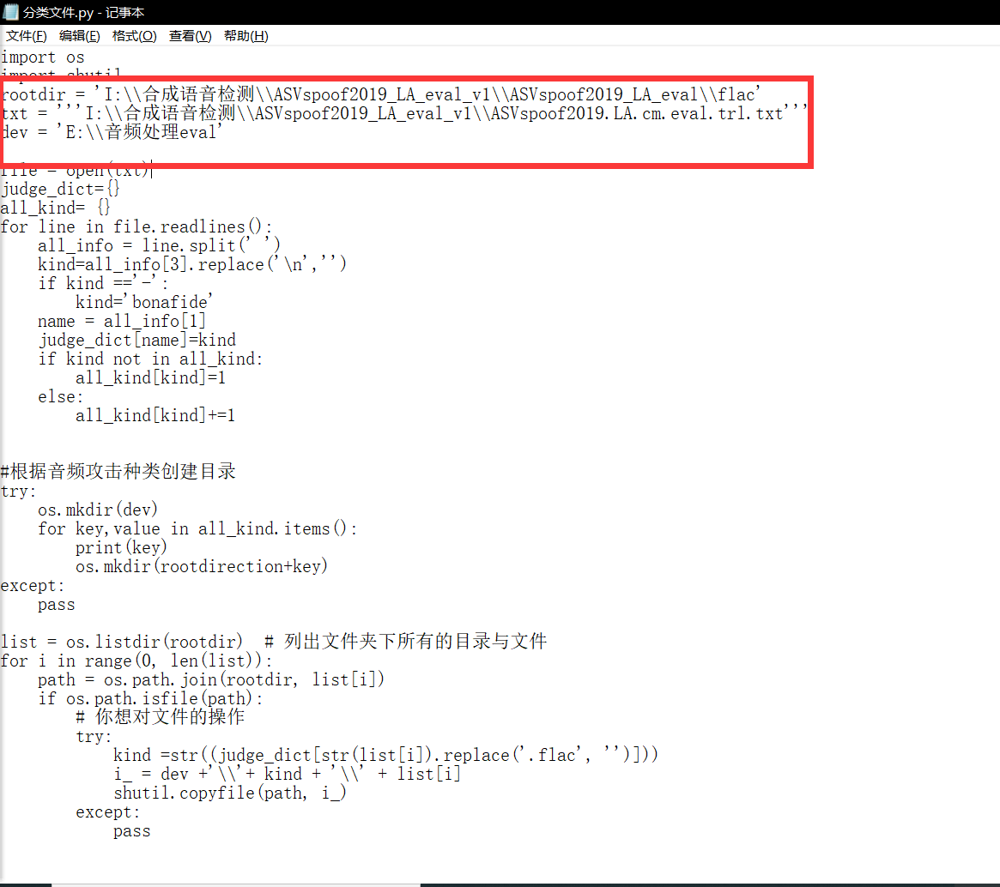 分类文件.py - 记事本
文件(F) 编辑(E) 格式(O) 查看(V) 帮助(H)
import os
import shutil
rootdir = 'I:\\合成语音检测\\ASVspoof2019_LA_eval_v1\\ASVspoof2019_LA_eval\\flac'
txt = '''I:\\合成语音检测\\ASVspoof2019_LA_eval_v1\\ASVspoof2019.LA.cm.eval.trl.txt'''
dev = 'E:\\音频处理eval'
file = open(txt)
judge_dict={}
all_kind= {}
for line in file.readlines():
    all_info = line.split(' ')
    kind=all_info[3].replace('\n','')
    if kind =='-':
        kind='bonafide'
    name = all_info[1]
    judge_dict[name]=kind
    if kind not in all_kind:
        all_kind[kind]=1
    else:
        all_kind[kind]+=1
#根据音频攻击种类创建目录
try:
    os.mkdir(dev)
    for key,value in all_kind.items():
        print(key)
        os.mkdir(rootdirection+key)
except:
    pass
list = os.listdir(rootdir)  # 列出文件夹下所有的目录与文件
for i in range(0, len(list)):
    path = os.path.join(rootdir, list[i])
    if os.path.isfile(path):
        # 你想对文件的操作
        try:
            kind =str((judge_dict[str(list[i]).replace('.flac', '')]))
            i_ = dev +'\\'+ kind + '\\' + list[i]
            shutil.copyfile(path, i_)
        except:
            pass